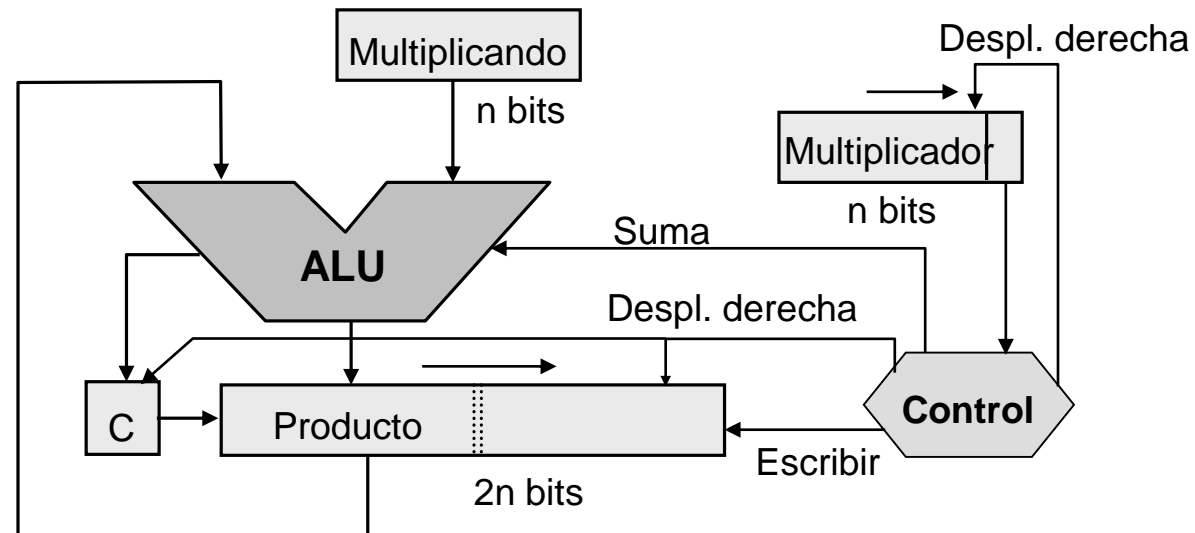 Despl. derecha
Multiplicando
n bits
Multiplicador
n bits
Suma
ALU
Despl. derecha
C
Producto
Control
Escribir
2n bits